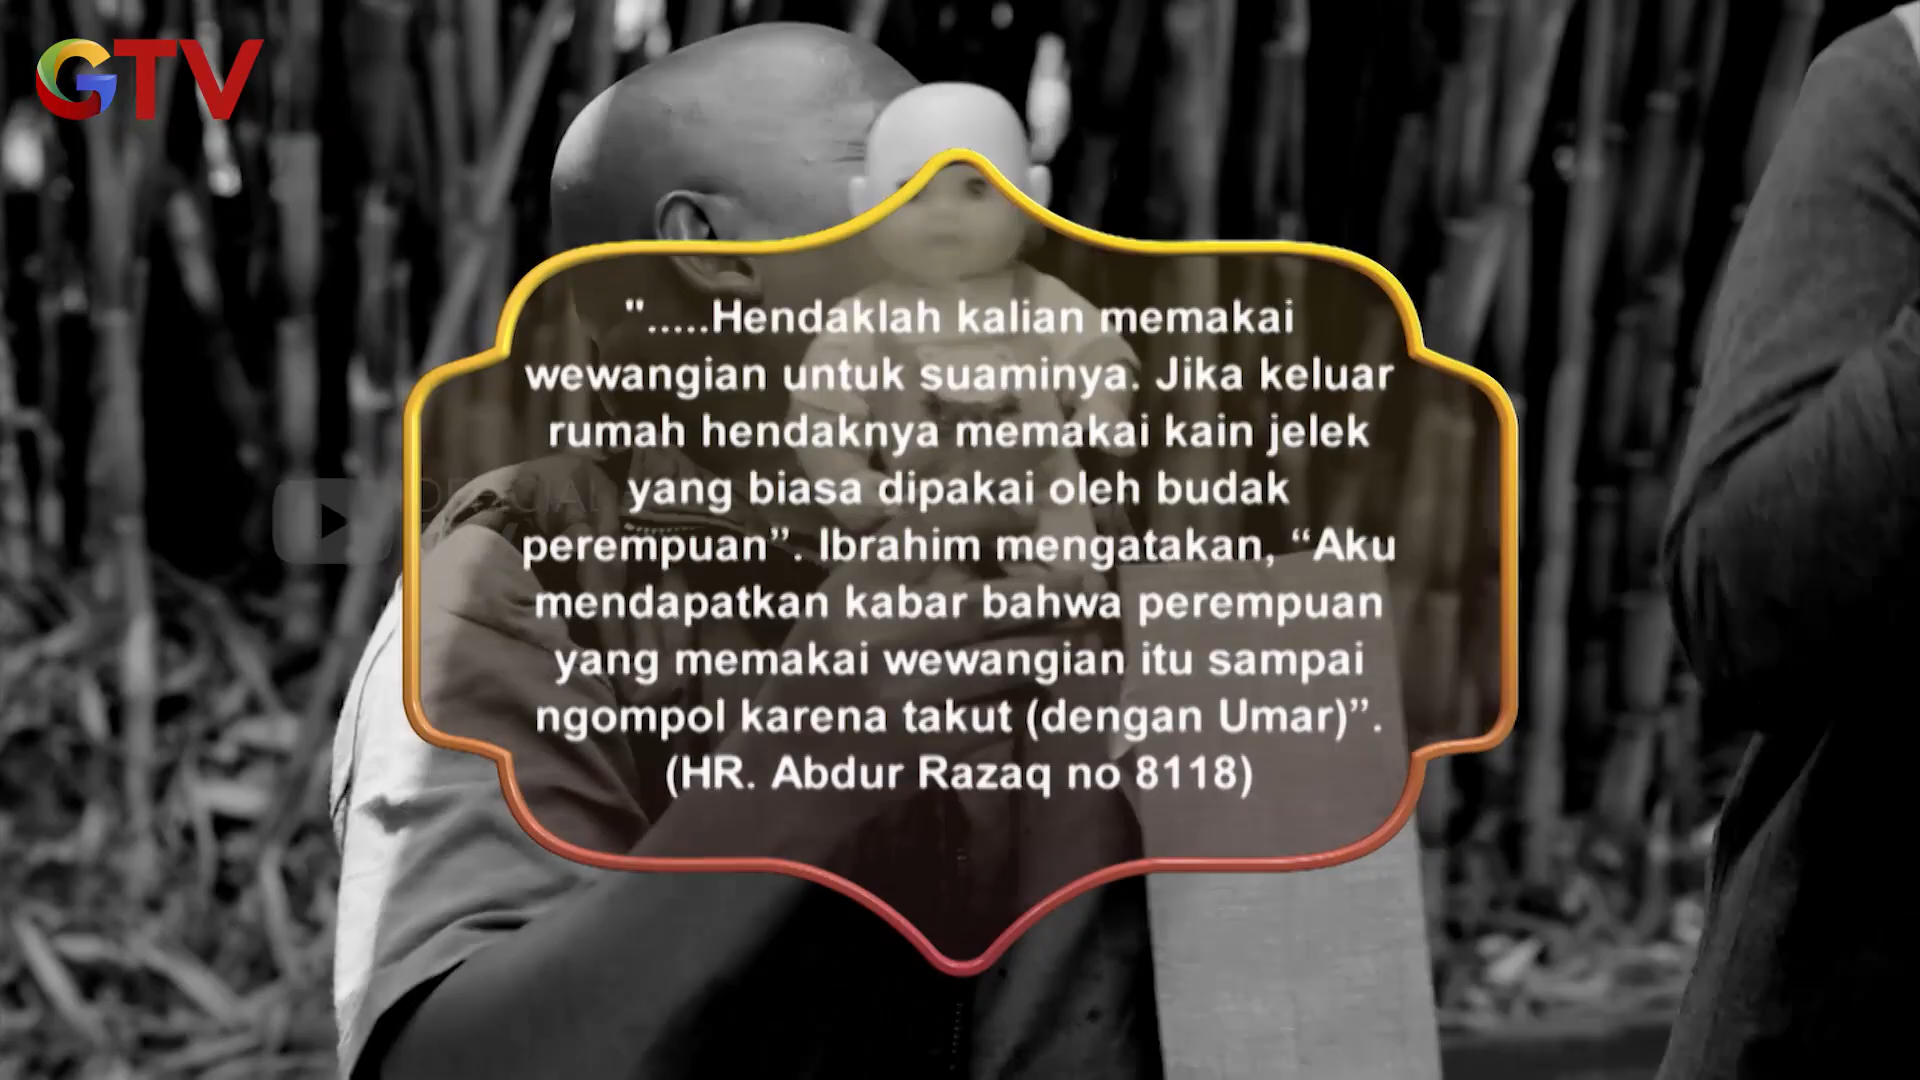 GTV
".....Hendaklah kalian memakai
wewangian untuk suaminya. Jika keluar
rumah hendaknya memakai kain jelek
yang biasa dipakai oleh budak
perempuan”. Ibrahim mengatakan, “Aku
mendapatkan kabar bahwa perempuan
yang memakai wewangian itu sampai
ngompol karena takut (dengan Umar)”.
(HR. Abdur Razaq no 8118)
OFFICIAL